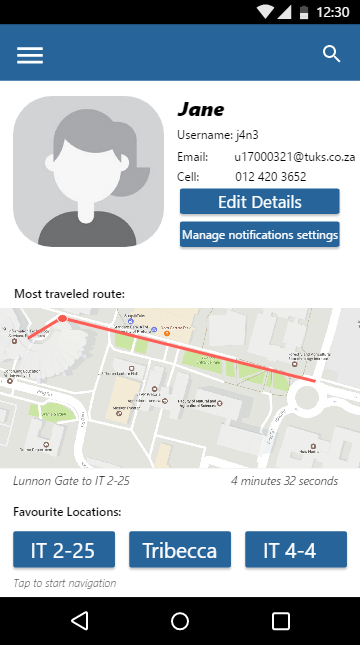 12:30
Jane
Username: j4n3
Email: u17000321@tuks.co.za
Cell: 012 420 3652
Edit Details
Manage notifications settings
Most traveled route:
Lunnon Gate to IT 2-25 4 minutes 32 seconds
Favourite Locations:
IT 2-25 Tribecca IT 4-4
Tap to start navigation